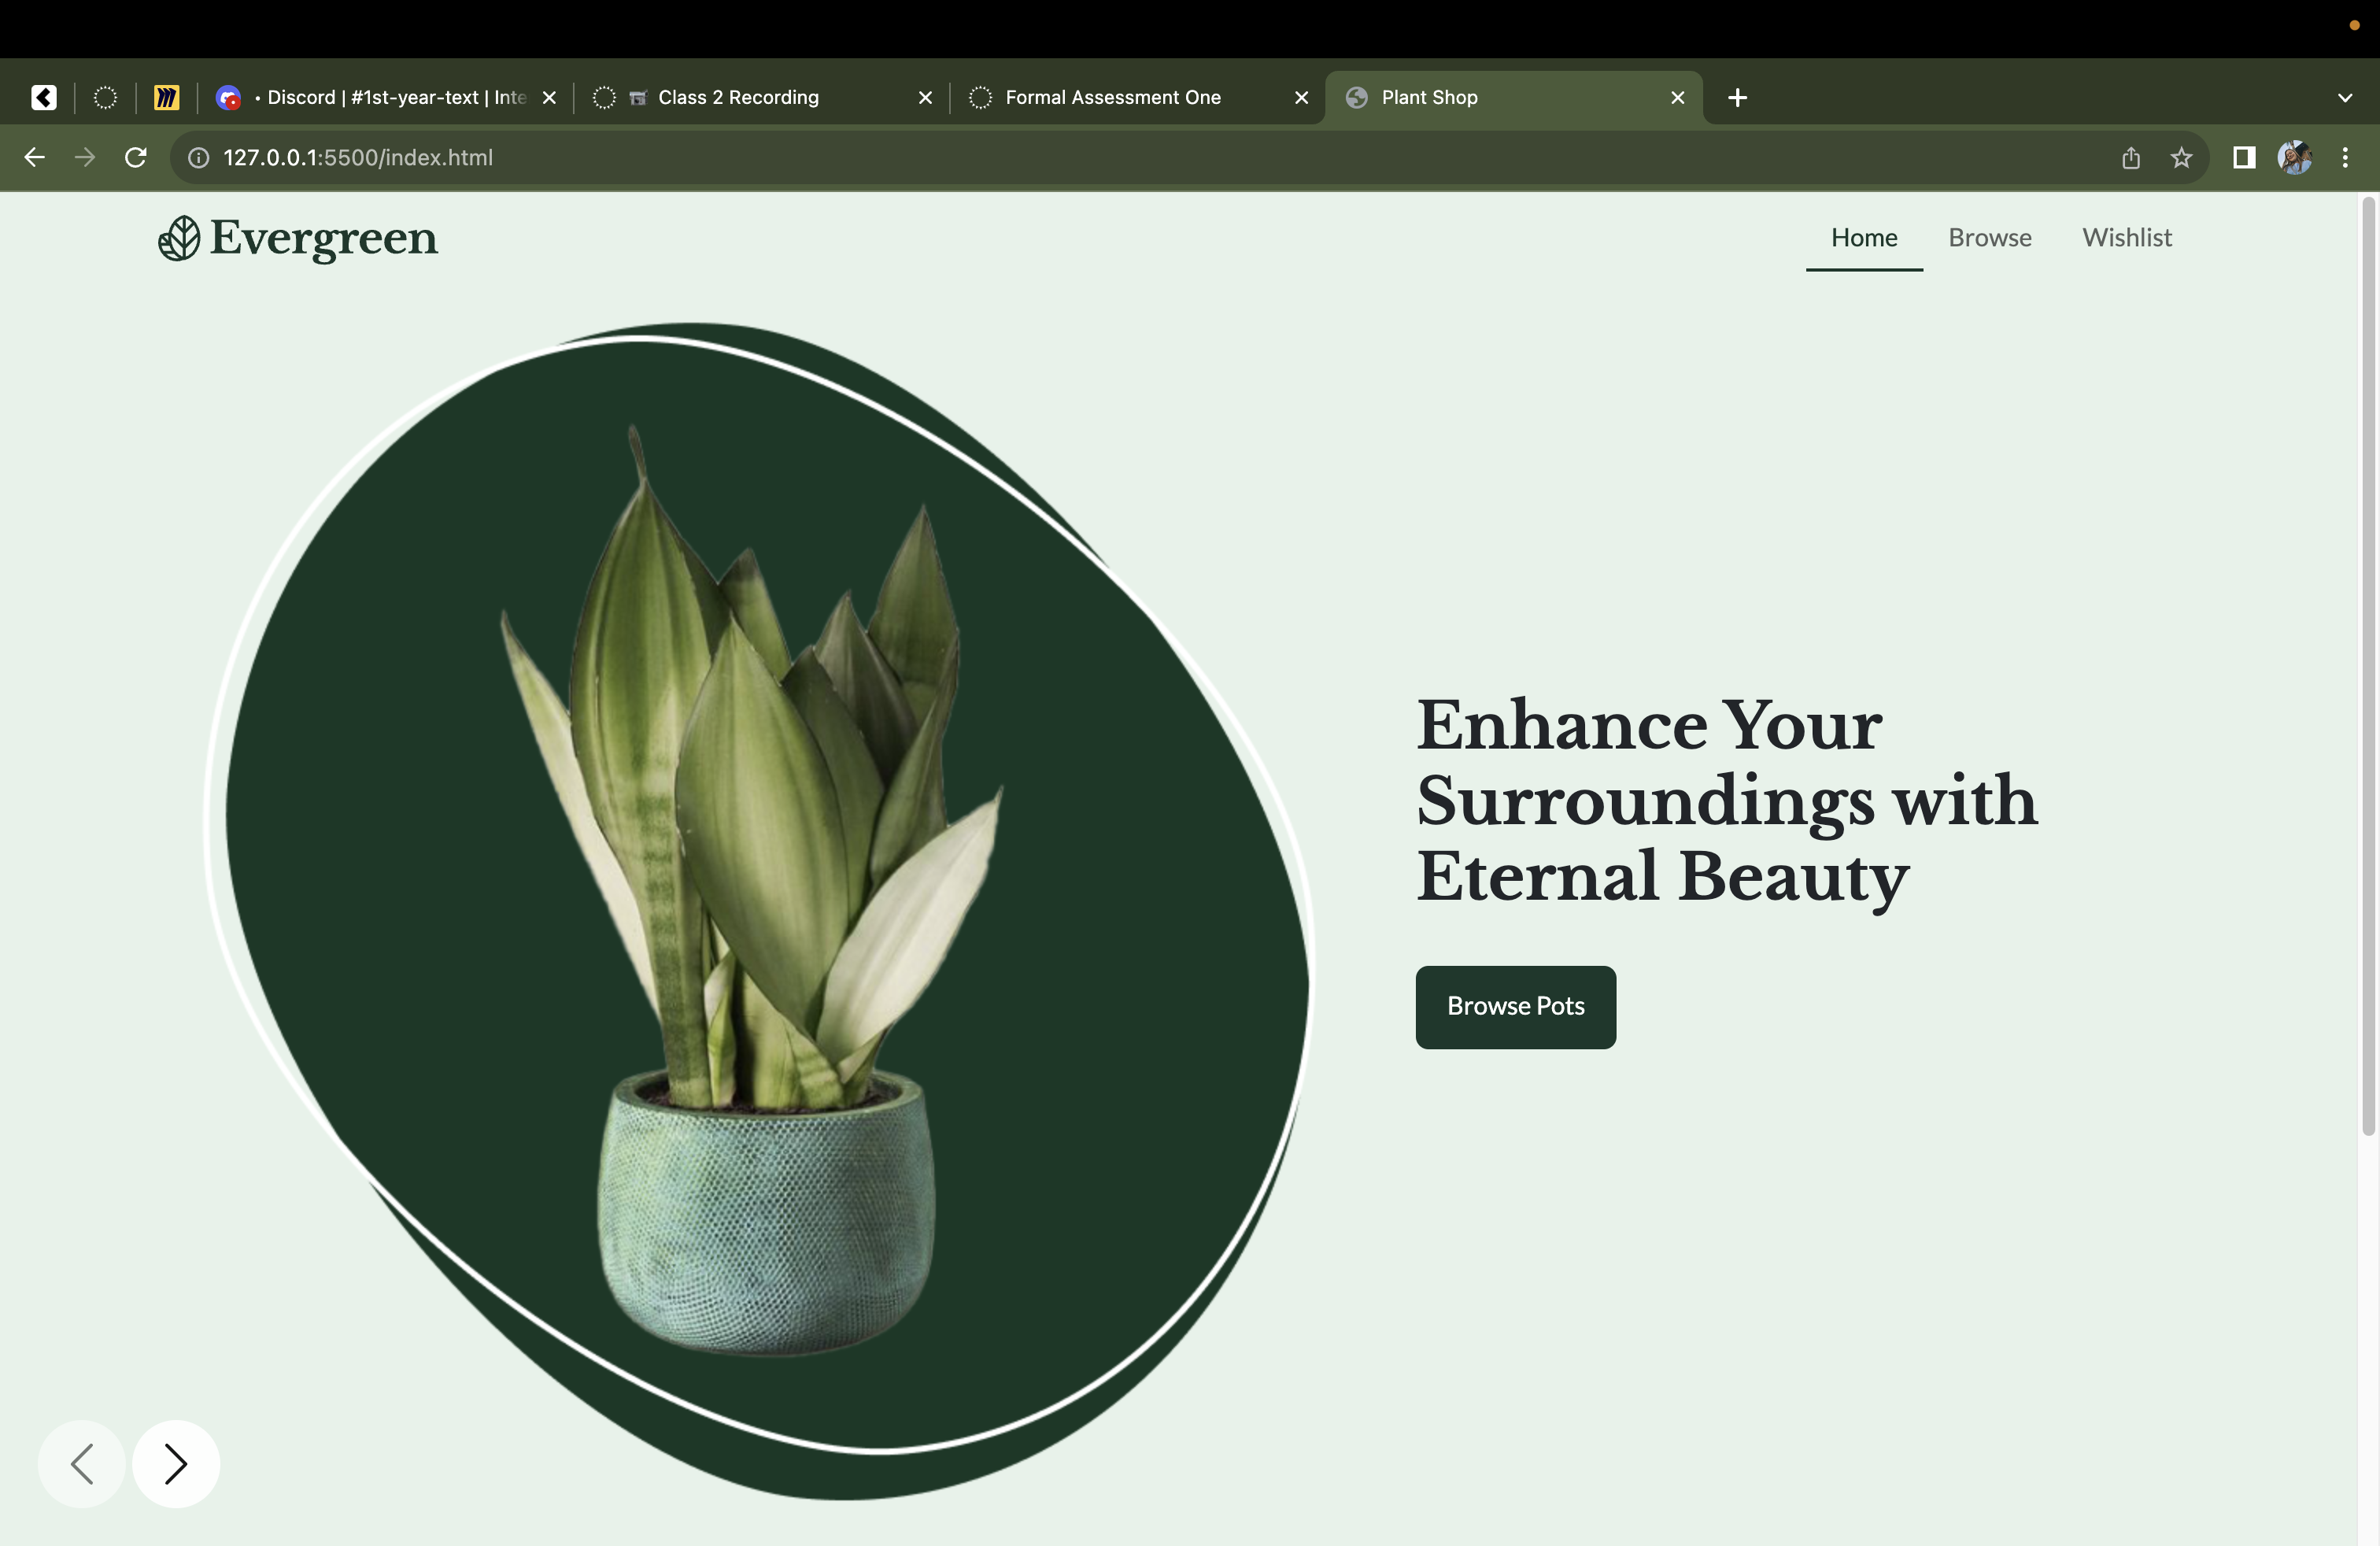 • Discord | #1st-year-text | Inte
Class 2 Recording
Formal Assessment One
Plant Shop
127.0.0.1:5500/index.html
Evergreen
Home
Browse
Wishlist
Enhance Your
Surroundings with
Eternal Beauty
Browse Pots